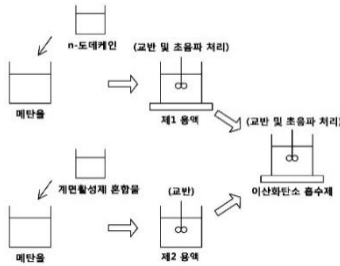 n-도데케인
(교반 및 초음파 처리)
메탄올
제1 용액
(교반 및 초음파 처리)
계면활성제 혼합물
(교반)
이산화탄소 흡수제
메탄올
제2 용액